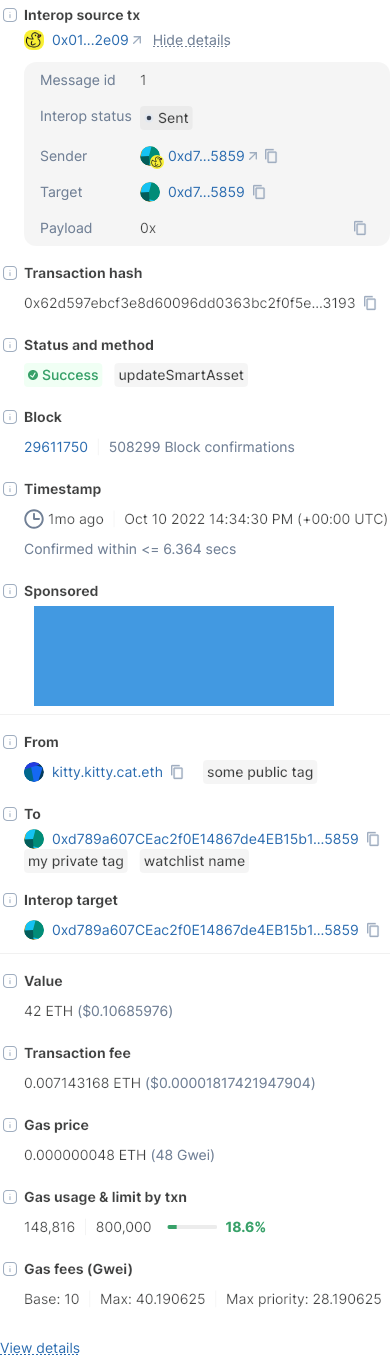 Interop source tx
0x01...2e09 Hide details
Message id 1
Interop status Sent
Sender 0xd7...5859
Target 0xd7...5859
Payload 0x
Transaction hash
0x62d597ebcf3e8d60096dd0363bc2f0f5e...3193
Status and method
Success updateSmartAsset
Block
29611750 508299 Block confirmations
Timestamp
1mo ago Oct 10 2022 14:34:30 PM (+00:00 UTC)
Confirmed within <= 6.364 secs
Sponsored
From
kitty.kitty.cat.eth some public tag
To
0xd789a607CEac2f0E14867de4EB15b1...5859
my private tag watchlist name
Interop target
0xd789a607CEac2f0E14867de4EB15b1...5859
Value
42 ETH ($0.10685976)
Transaction fee
0.007143168 ETH ($0.00001817421947904)
Gas price
0.000000048 ETH (48 Gwei)
Gas usage & limit by txn
148,816 800,000 18.6%
Gas fees (Gwei)
Base: 10 Max: 40.190625 Max priority: 28.190625
View details